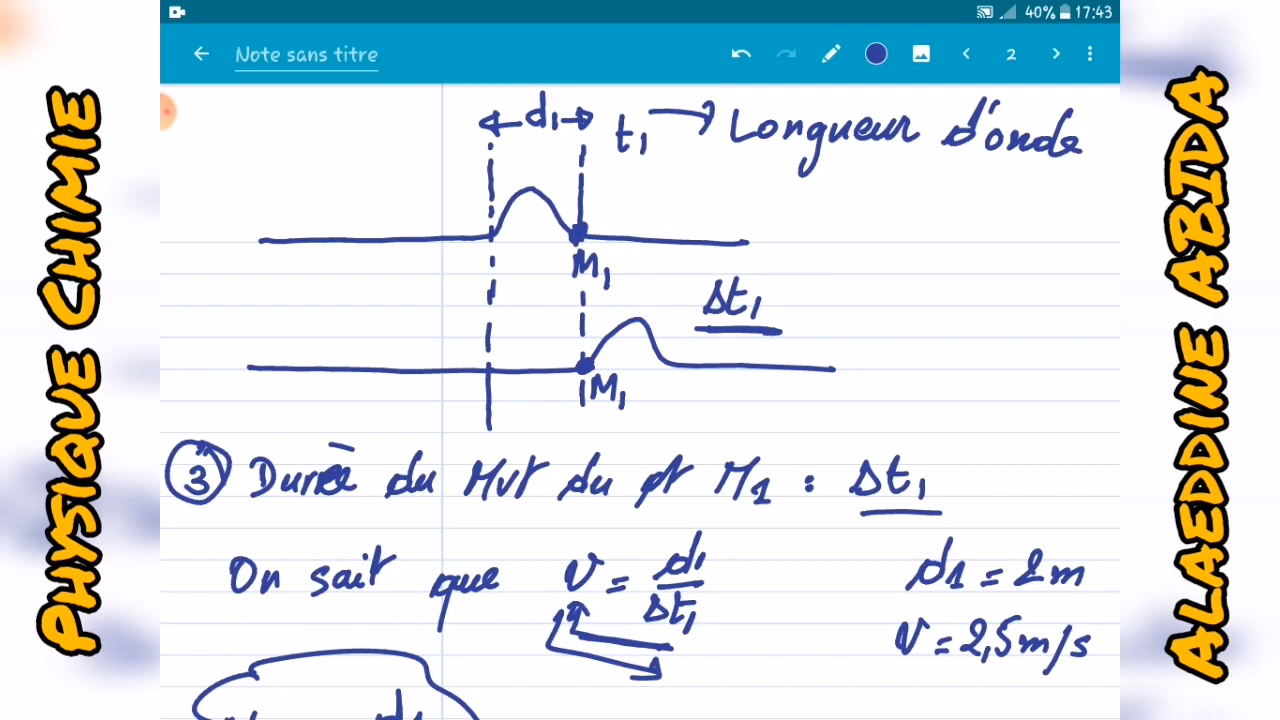 PHYSIQUE CHIMIE
ALAEDDINE ABIDA
40% 17:43
Note sans titre
2
d1 t1 → Longueur d'onde
M1
Δt1
M1
3 Durée du Mvt du pt M1 : Δt1
On sait que V = d1/Δt1
d1 = 2m
V = 2,5m/s
d1